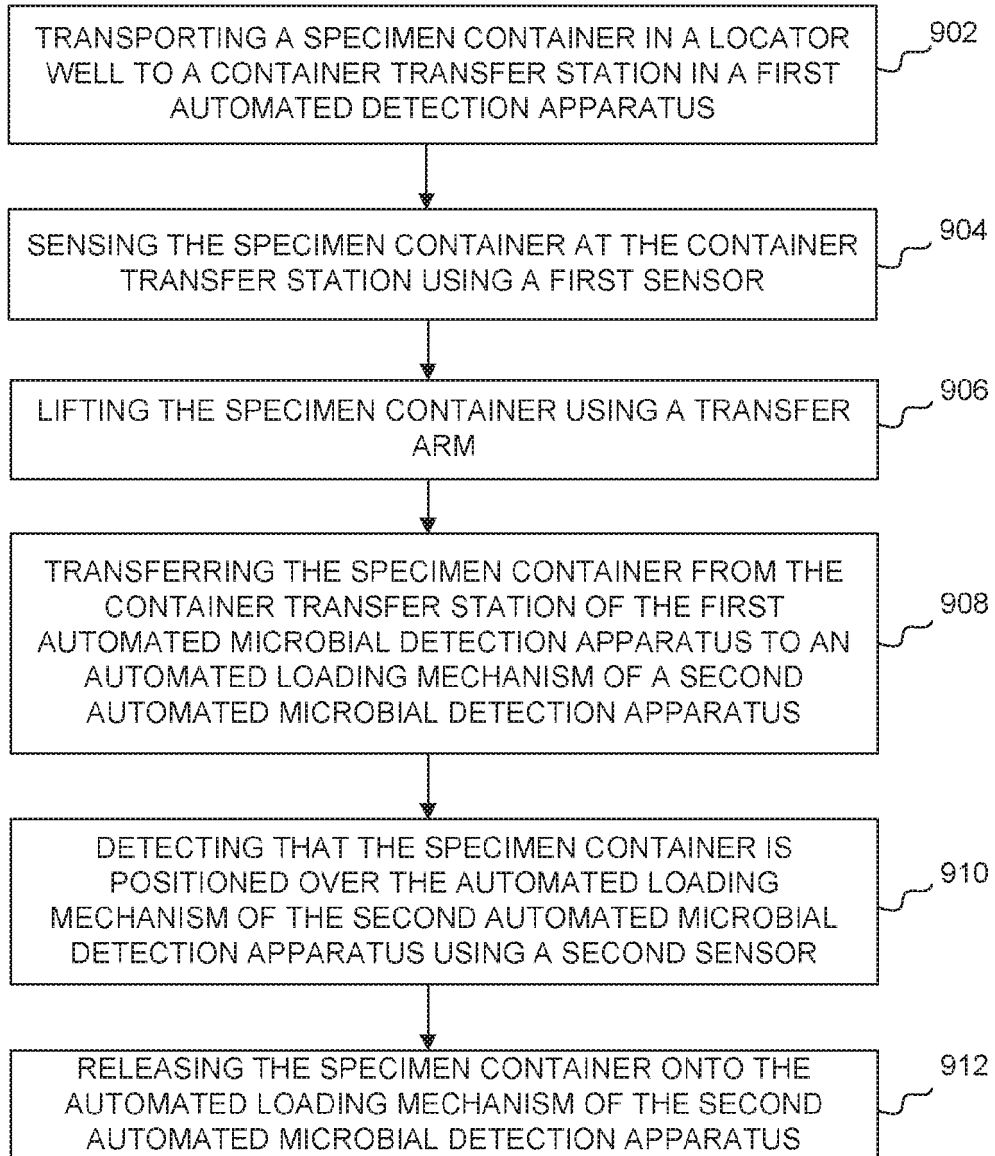 TRANSPORTING A SPECIMEN CONTAINER IN A LOCATOR
WELL TO A CONTAINER TRANSFER STATION IN A FIRST
AUTOMATED DETECTION APPARATUS
902
SENSING THE SPECIMEN CONTAINER AT THE CONTAINER
TRANSFER STATION USING A FIRST SENSOR
904
LIFTING THE SPECIMEN CONTAINER USING A TRANSFER
ARM
906
TRANSFERRING THE SPECIMEN CONTAINER FROM THE
CONTAINER TRANSFER STATION OF THE FIRST
AUTOMATED MICROBIAL DETECTION APPARATUS TO AN
AUTOMATED LOADING MECHANISM OF A SECOND
AUTOMATED MICROBIAL DETECTION APPARATUS
908
DETECTING THAT THE SPECIMEN CONTAINER IS
POSITIONED OVER THE AUTOMATED LOADING
MECHANISM OF THE SECOND AUTOMATED MICROBIAL
DETECTION APPARATUS USING A SECOND SENSOR
910
RELEASING THE SPECIMEN CONTAINER ONTO THE
AUTOMATED LOADING MECHANISM OF THE SECOND
AUTOMATED MICROBIAL DETECTION APPARATUS
912